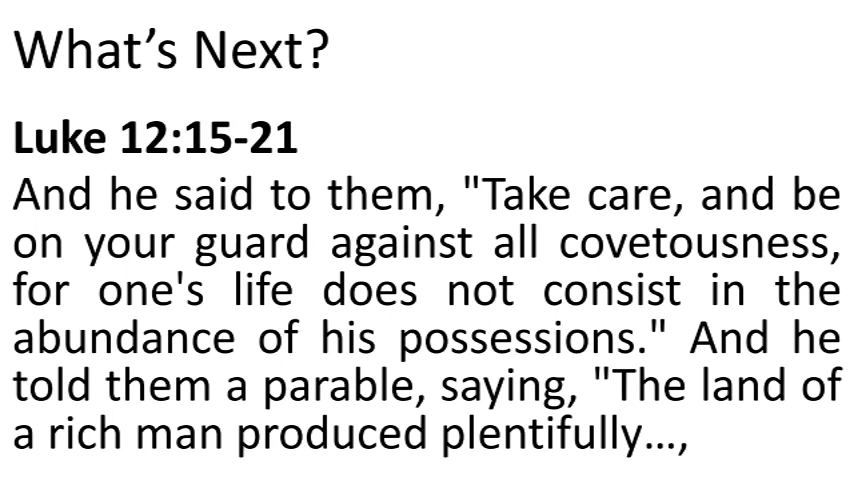 What’s Next?
Luke 12:15-21
And he said to them, "Take care, and be
on your guard against all covetousness,
for one's life does not consist in the
abundance of his possessions." And he
told them a parable, saying, "The land of
a rich man produced plentifully…,